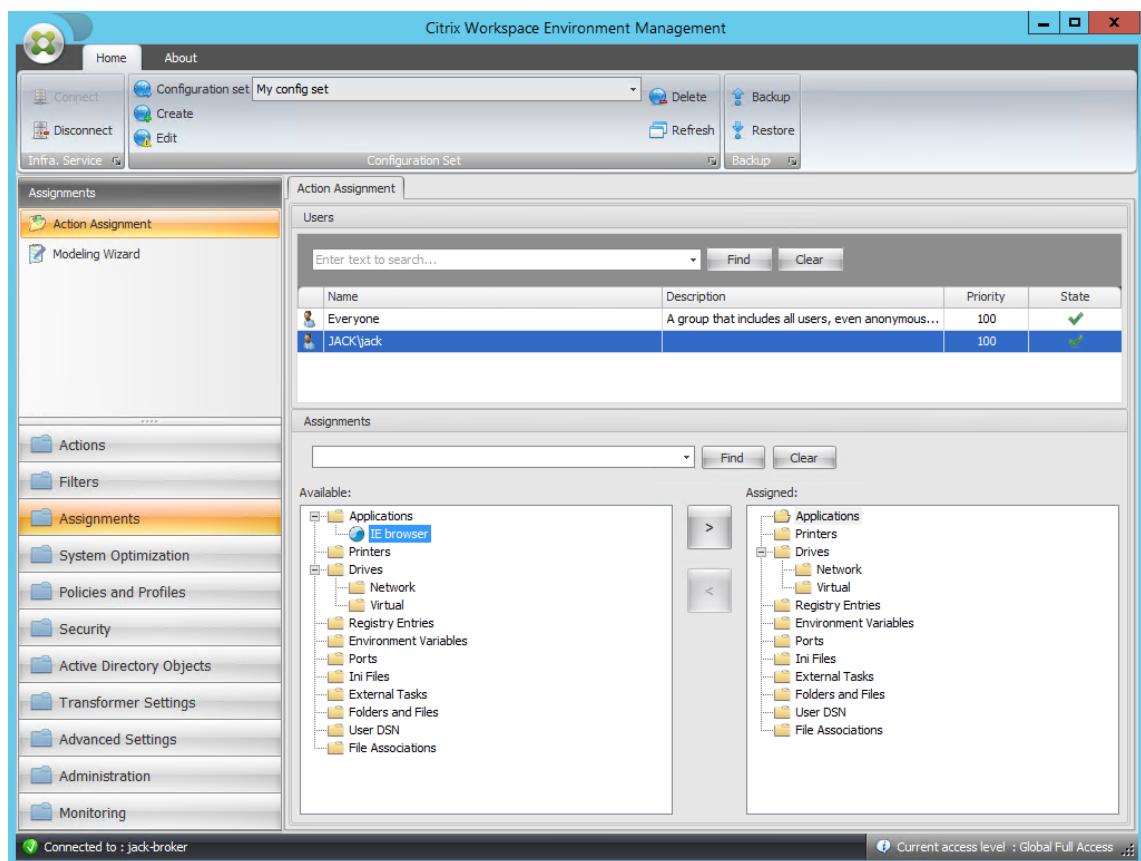 Citrix Workspace Environment Management
Home About
Connect
Disconnect
Infra. Service
Configuration set My config set
Create
Edit
Delete
Refresh
Configuration Set
Backup
Restore
Backup
Assignments
Action Assignment
Modeling Wizard
Actions
Filters
Assignments
System Optimization
Policies and Profiles
Security
Active Directory Objects
Transformer Settings
Advanced Settings
Administration
Monitoring
Action Assignment
Users
Enter text to search... Find Clear
Name Description Priority State
Everyone A group that includes all users, even anonymous... 100
JACK\jack 100
Assignments
Find Clear
Available:
Applications
IE browser
Printers
Drives
Network
Virtual
Registry Entries
Environment Variables
Ports
Ini Files
External Tasks
Folders and Files
User DSN
File Associations
>
<
Assigned:
Applications
Printers
Drives
Network
Virtual
Registry Entries
Environment Variables
Ports
Ini Files
External Tasks
Folders and Files
User DSN
File Associations
Connected to : jack-broker
Current access level : Global Full Access